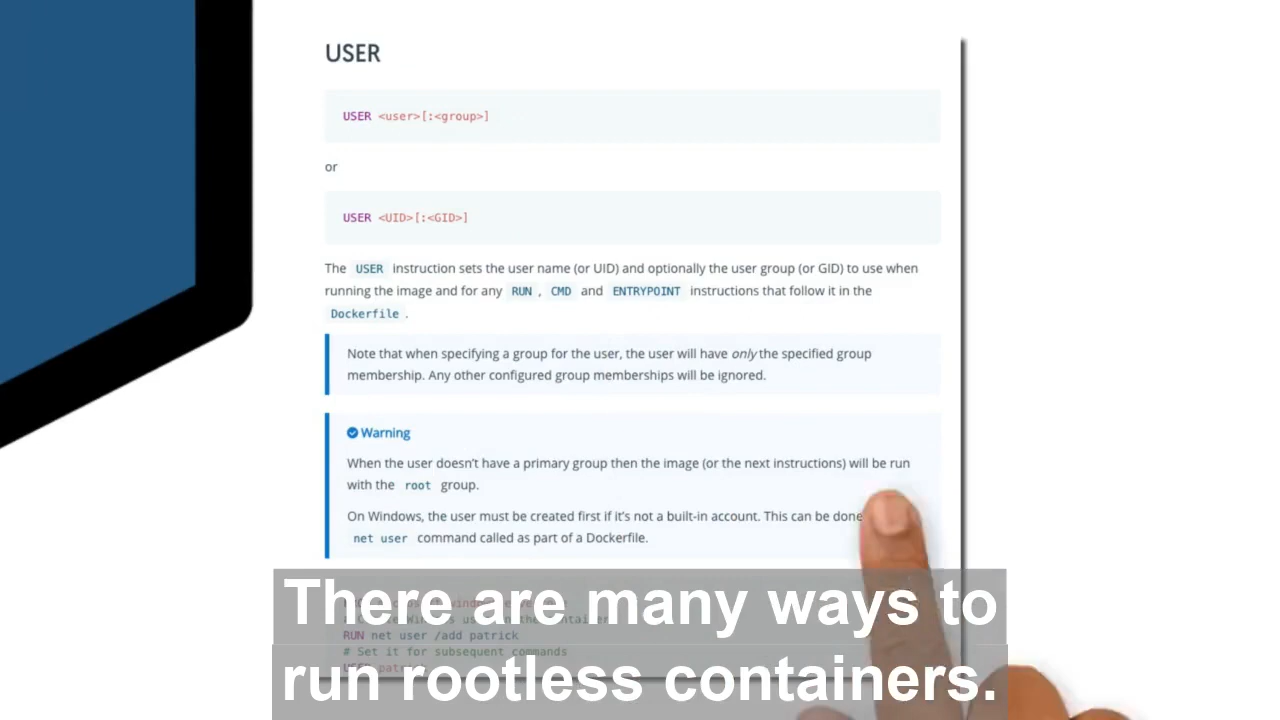 USER
USER <user>[:<group>]
or
USER <UID>[:<GID>]
The USER instruction sets the user name (or UID) and optionally the user group (or GID) to use when
running the image and for any RUN , CMD and ENTRYPOINT instructions that follow it in the
Dockerfile .
Note that when specifying a group for the user, the user will have only the specified group
membership. Any other configured group memberships will be ignored.
Warning
When the user doesn't have a primary group then the image (or the next instructions) will be run
with the root group.
On Windows, the user must be created first if it's not a built-in account. This can be done
net user command called as part of a Dockerfile.
There are many ways to
RUN net user /add patrick
# Set it for subsequent commands
run rootless containers.